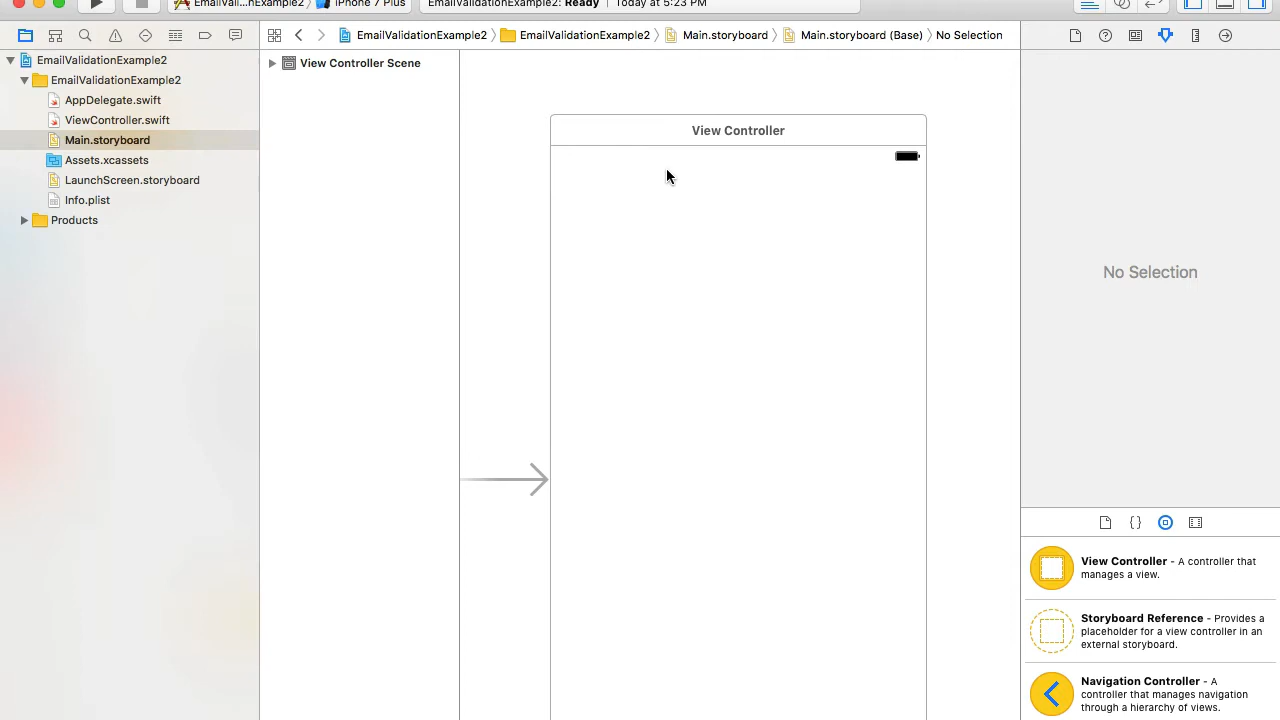 EmailVali...nExample2 〉 iPhone 7 Plus
EmailValidationExample2: Ready | Today at 5:23 PM
EmailValidationExample2 〉 EmailValidationExample2 〉 Main.storyboard 〉 Main.storyboard (Base) 〉 No Selection
EmailValidationExample2
EmailValidationExample2
AppDelegate.swift
ViewController.swift
Main.storyboard
Assets.xcassets
LaunchScreen.storyboard
Info.plist
Products
View Controller Scene
View Controller
No Selection
View Controller - A controller that
manages a view.
Storyboard Reference - Provides a
placeholder for a view controller in an
external storyboard.
Navigation Controller - A
controller that manages navigation
through a hierarchy of views.